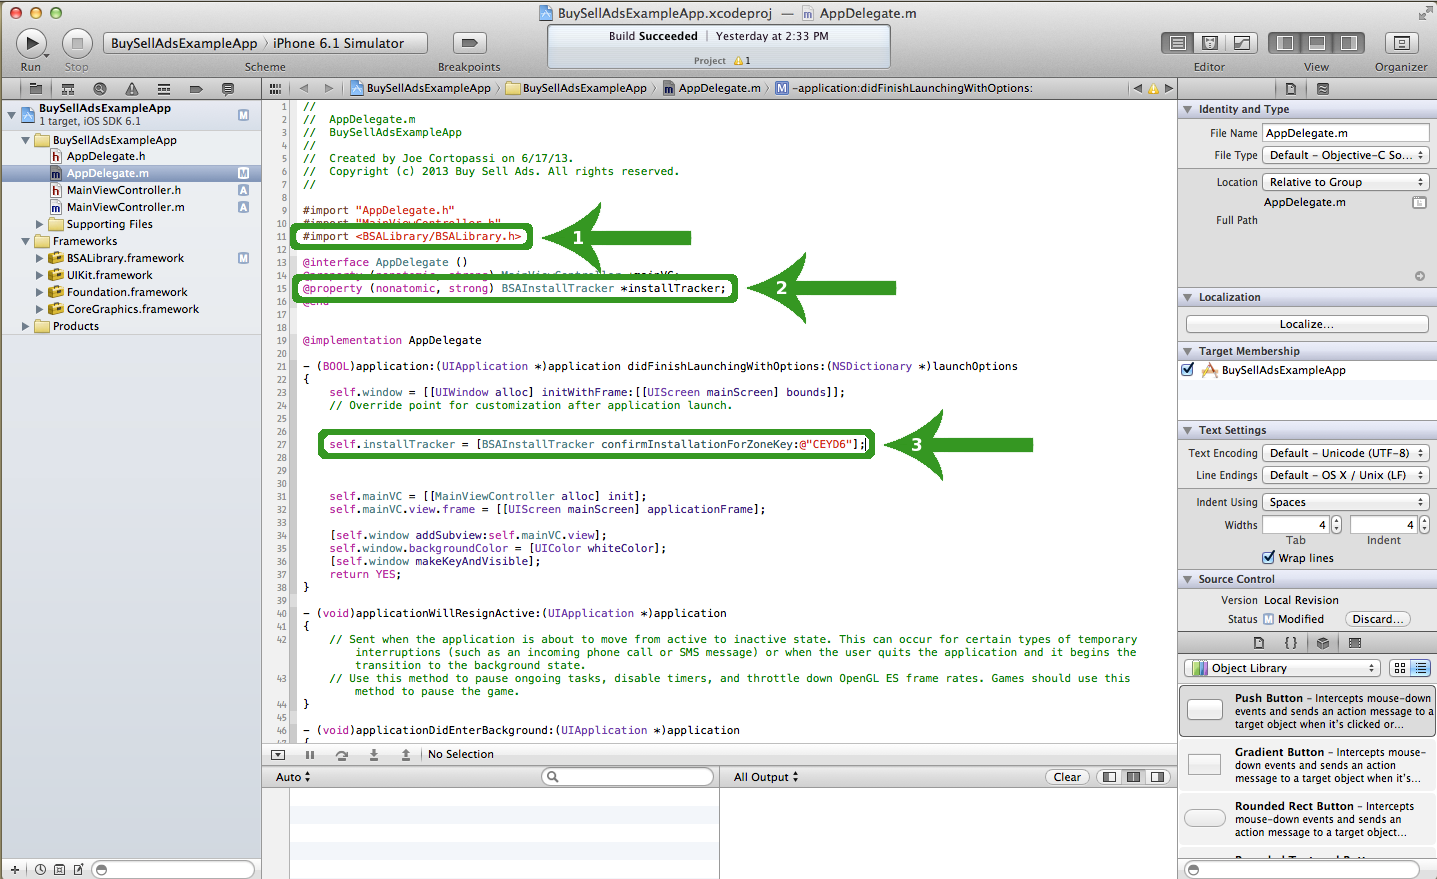 BuySellAdsExampleApp.xcodeproj — AppDelegate.m
BuySellAdsExampleApp 〉 iPhone 6.1 Simulator
Build Succeeded | Yesterday at 2:33 PM
Project 1
Run
Stop
Scheme
Breakpoints
Editor
View
Organizer
BuySellAdsExampleApp
1 target, iOS SDK 6.1
M
BuySellAdsExampleApp
h AppDelegate.h
m AppDelegate.m M
h MainViewController.h A
m MainViewController.m A
Supporting Files
Frameworks
BSALibrary.framework M
UIKit.framework
Foundation.framework
CoreGraphics.framework
Products
BuySellAdsExampleApp 〉 BuySellAdsExampleApp 〉 m AppDelegate.m 〉 M -application:didFinishLaunchingWithOptions:
1 //
2 //  AppDelegate.m
3 //  BuySellAdsExampleApp
4 //
5 //  Created by Joe Cortopassi on 6/17/13.
6 //  Copyright (c) 2013 Buy Sell Ads. All rights reserved.
7 //
8
9 #import "AppDelegate.h"
10 #import "MainViewController.h"
11 #import <BSALibrary/BSALibrary.h>
1
12
13 @interface AppDelegate ()
14 @property (nonatomic, strong) MainViewController *mainVC;
15 @property (nonatomic, strong) BSAInstallTracker *installTracker;
2
16 @end
17
18
19 @implementation AppDelegate
20
21 - (BOOL)application:(UIApplication *)application didFinishLaunchingWithOptions:(NSDictionary *)launchOptions
22 {
23     self.window = [[UIWindow alloc] initWithFrame:[[UIScreen mainScreen] bounds]];
24     // Override point for customization after application launch.
25
26
27     self.installTracker = [BSAInstallTracker confirmInstallationForZoneKey:@"CEYD6"];
3
28
29
30
31     self.mainVC = [[MainViewController alloc] init];
32     self.mainVC.view.frame = [[UIScreen mainScreen] applicationFrame];
33
34     [self.window addSubview:self.mainVC.view];
35     self.window.backgroundColor = [UIColor whiteColor];
36     [self.window makeKeyAndVisible];
37     return YES;
38 }
39
40 - (void)applicationWillResignActive:(UIApplication *)application
41 {
42     // Sent when the application is about to move from active to inactive state. This can occur for certain types of temporary
interruptions (such as an incoming phone call or SMS message) or when the user quits the application and it begins the
transition to the background state.
43     // Use this method to pause ongoing tasks, disable timers, and throttle down OpenGL ES frame rates. Games should use this
method to pause the game.
44 }
45
46 - (void)applicationDidEnterBackground:(UIApplication *)application
{
No Selection
Auto
All Output
Clear
Identity and Type
File Name AppDelegate.m
File Type Default - Objective-C So...
Location Relative to Group
AppDelegate.m
Full Path
Localization
Localize...
Target Membership
BuySellAdsExampleApp
Text Settings
Text Encoding Default - Unicode (UTF-8)
Line Endings Default - OS X / Unix (LF)
Indent Using Spaces
Widths 4 4
Tab Indent
Wrap lines
Source Control
Version Local Revision
Status M Modified Discard...
{ }
Object Library
Push Button - Intercepts mouse-down
events and sends an action message to a
target object when it's clicked or...
Gradient Button - Intercepts mouse-
down events and sends an action
message to a target object when it's...
Rounded Rect Button - Intercepts
mouse-down events and sends an
action message to a target object...